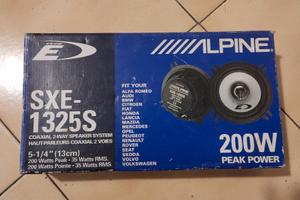 E
ALPINE
SXE-
1325S
COAXIAL 2-WAY SPEAKER SYSTEM
HAUT-PARLEURS COAXIAL 2 VOIES
5-1/4" (13cm)
200 Watts Peak • 35 Watts RMS.
200 Watts Pointe • 35 Watts RMS.
FIT YOUR
ALFA ROMEO
AUDI
BMW
CITROEN
FIAT
HONDA
LANCIA
MAZDA
MERCEDES
OPEL
PEUGEOT
RENAULT
ROVER
SEAT
SKODA
VOLVO
VOLKSWAGEN
200W
PEAK POWER